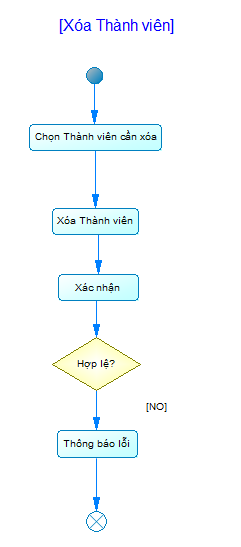 [Xóa Thành viên]
Chọn Thành viên cần xóa
Xóa Thành viên
Xác nhận
Hợp lệ?
[NO]
Thông báo lỗi